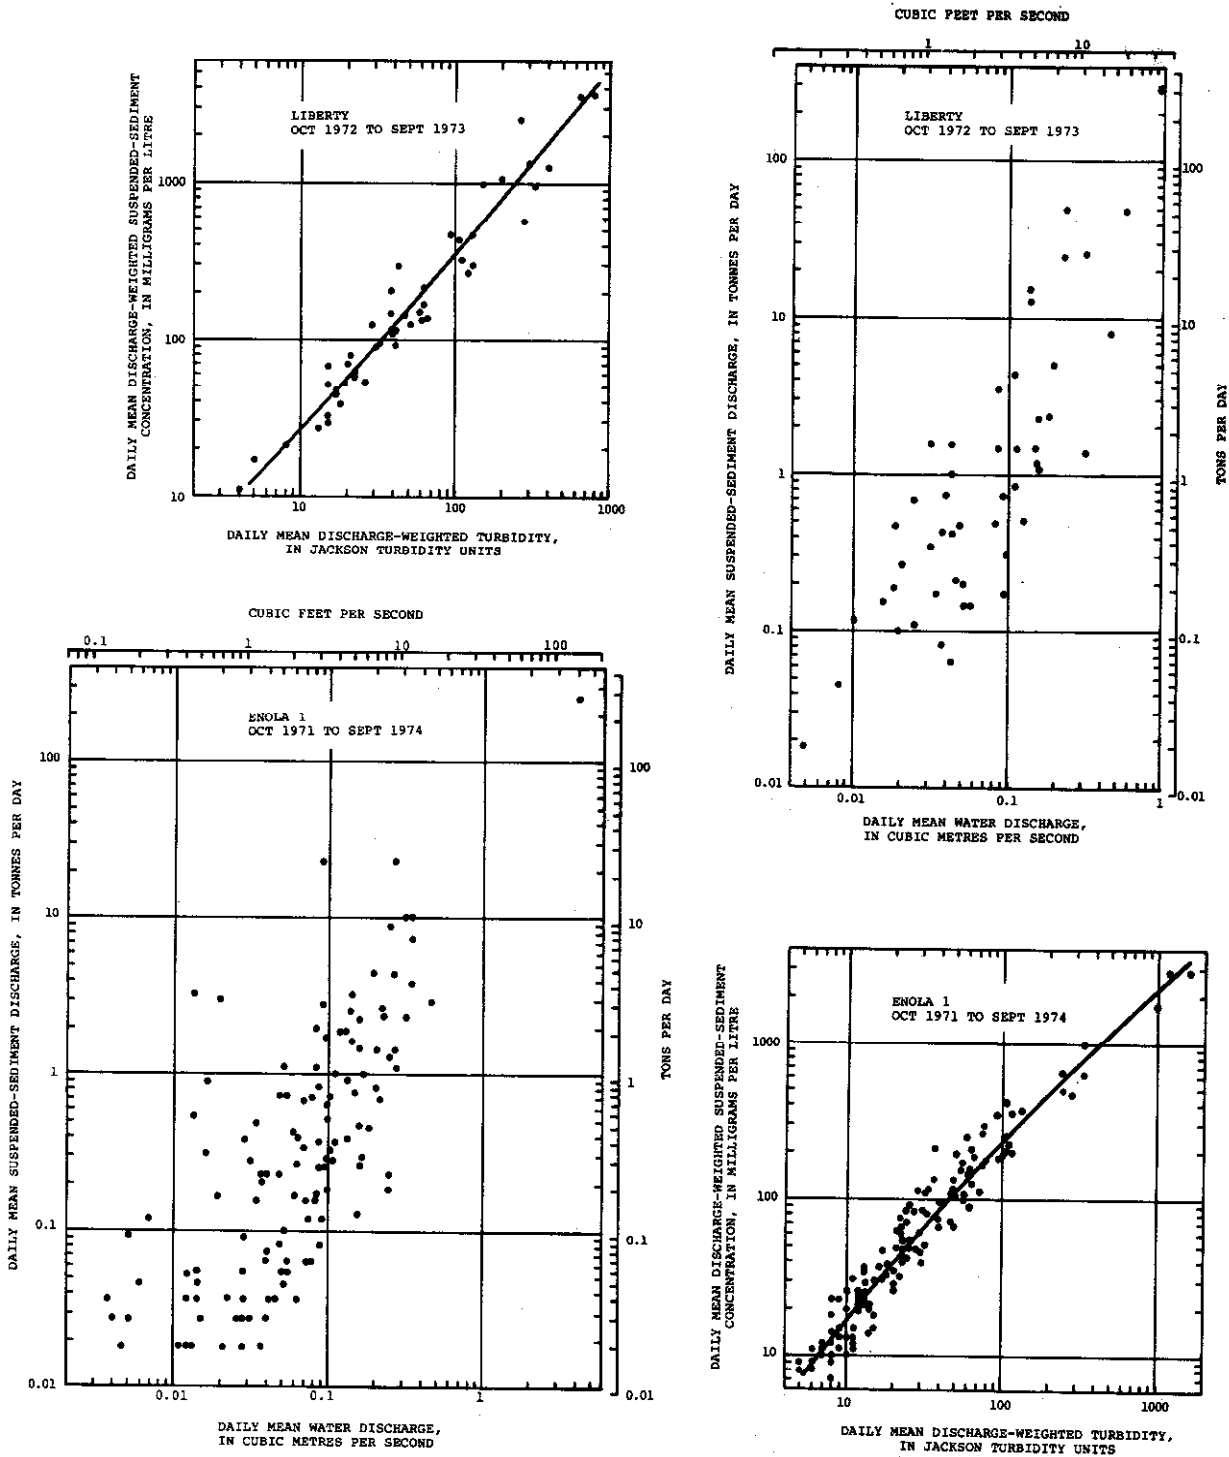 DAILY MEAN DISCHARGE-WEIGHTED SUSPENDED-SEDIMENT
CONCENTRATION, IN MILLIGRAMS PER LITRE
LIBERTY
OCT 1972 TO SEPT 1973
1000
100
10
10
100
1000
DAILY MEAN DISCHARGE-WEIGHTED TURBIDITY,
IN JACKSON TURBIDITY UNITS
CUBIC FEET PER SECOND
1
10
DAILY MEAN SUSPENDED-SEDIMENT DISCHARGE, IN TONNES PER DAY
LIBERTY
OCT 1972 TO SEPT 1973
100
10
1
0.1
0.01
100
10
1
0.1
0.01
TONS PER DAY
0.01
0.1
1
DAILY MEAN WATER DISCHARGE,
IN CUBIC METRES PER SECOND
CUBIC FEET PER SECOND
0.1
1
10
100
DAILY MEAN SUSPENDED-SEDIMENT DISCHARGE, IN TONNES PER DAY
ENOLA 1
OCT 1971 TO SEPT 1974
100
10
1
0.1
0.01
100
10
1
0.1
0.01
TONS PER DAY
0.01
0.1
1
DAILY MEAN WATER DISCHARGE,
IN CUBIC METRES PER SECOND
DAILY MEAN DISCHARGE-WEIGHTED SUSPENDED-SEDIMENT
CONCENTRATION, IN MILLIGRAMS PER LITRE
ENOLA 1
OCT 1971 TO SEPT 1974
1000
100
10
10
100
1000
DAILY MEAN DISCHARGE-WEIGHTED TURBIDITY,
IN JACKSON TURBIDITY UNITS